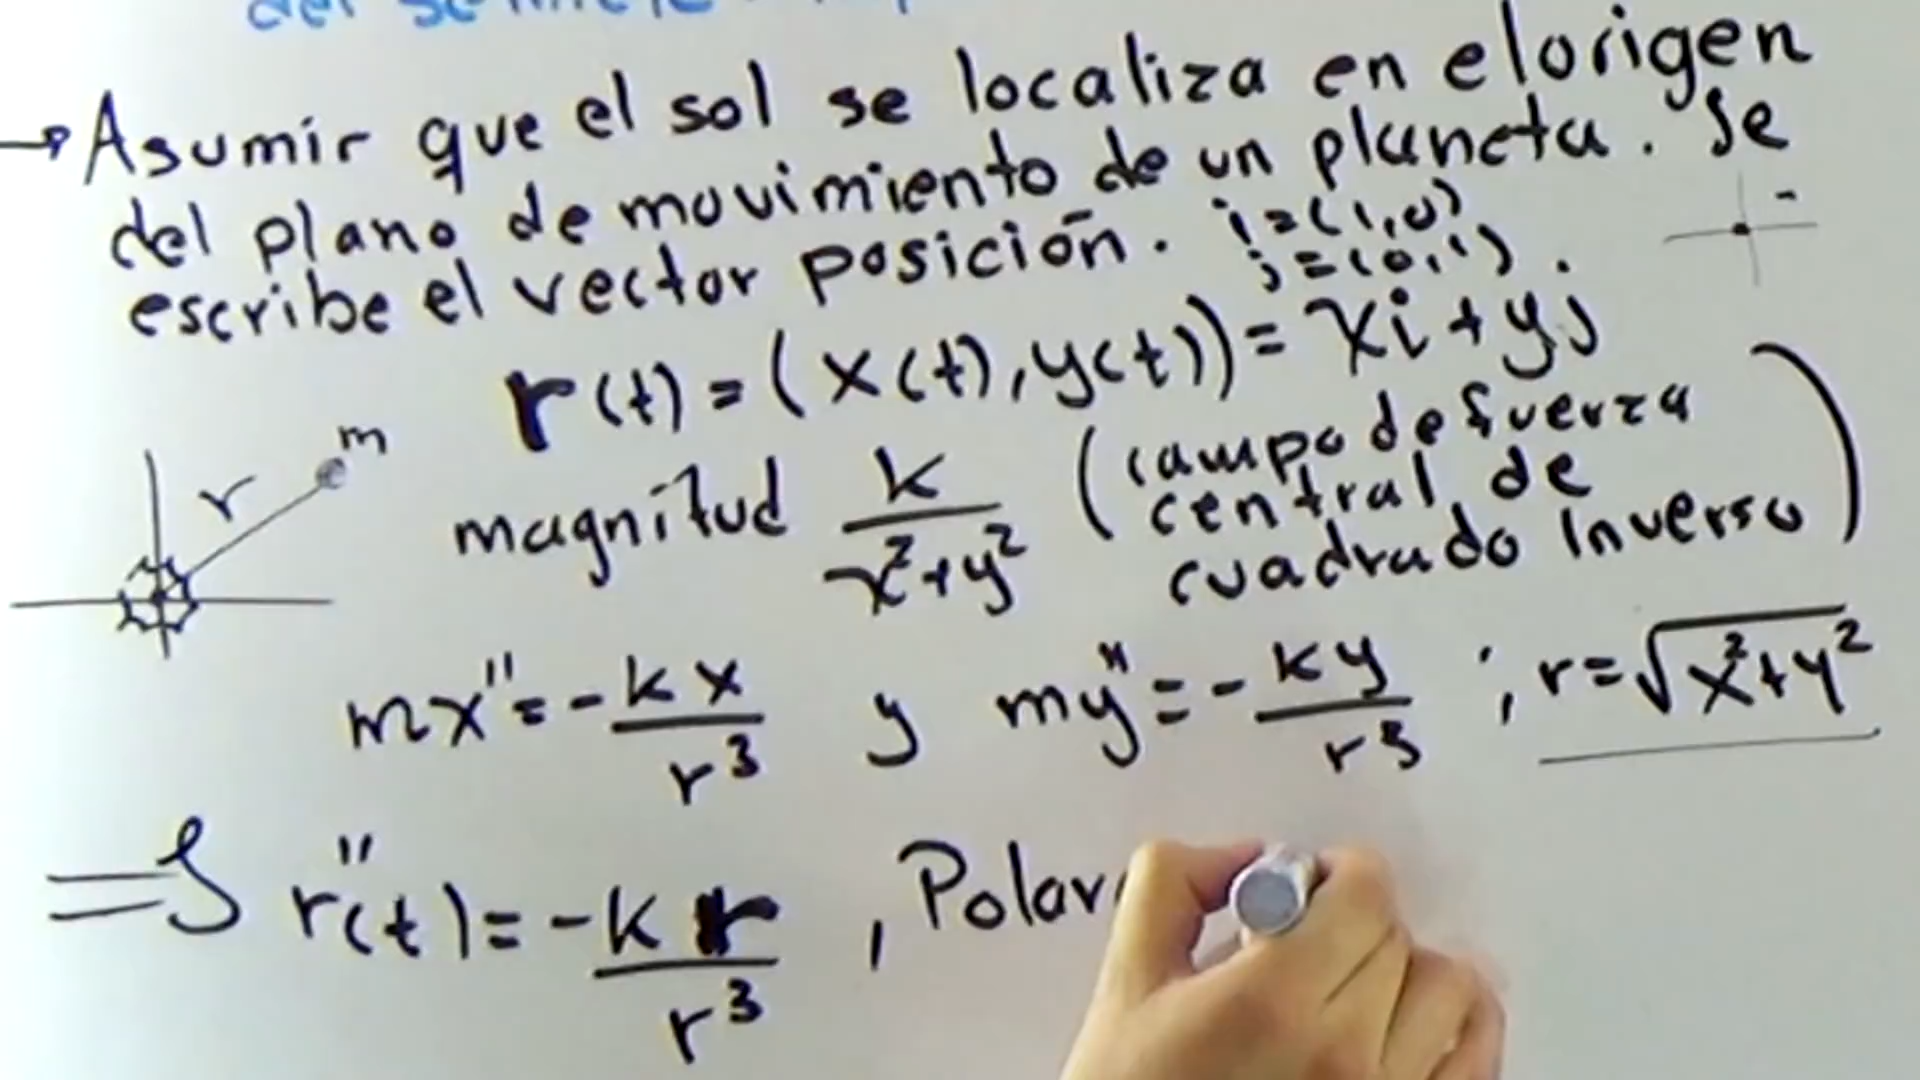 → Asumir que el sol se localiza en el origen
del plano de movimiento de un planeta. Se
escribe el vector posición. i=(1,0)
j=(0,1)
r(t) = (x(t), y(t)) = xi + yj
m
r
magnitud k/(x²+y²) (campo de fuerza
central de
cuadrado inverso)
mx'' = -kx/r³ y my'' = -ky/r³ ; r=√(x²+y²)
⇒ r''(t) = -k r/r³ , Polar